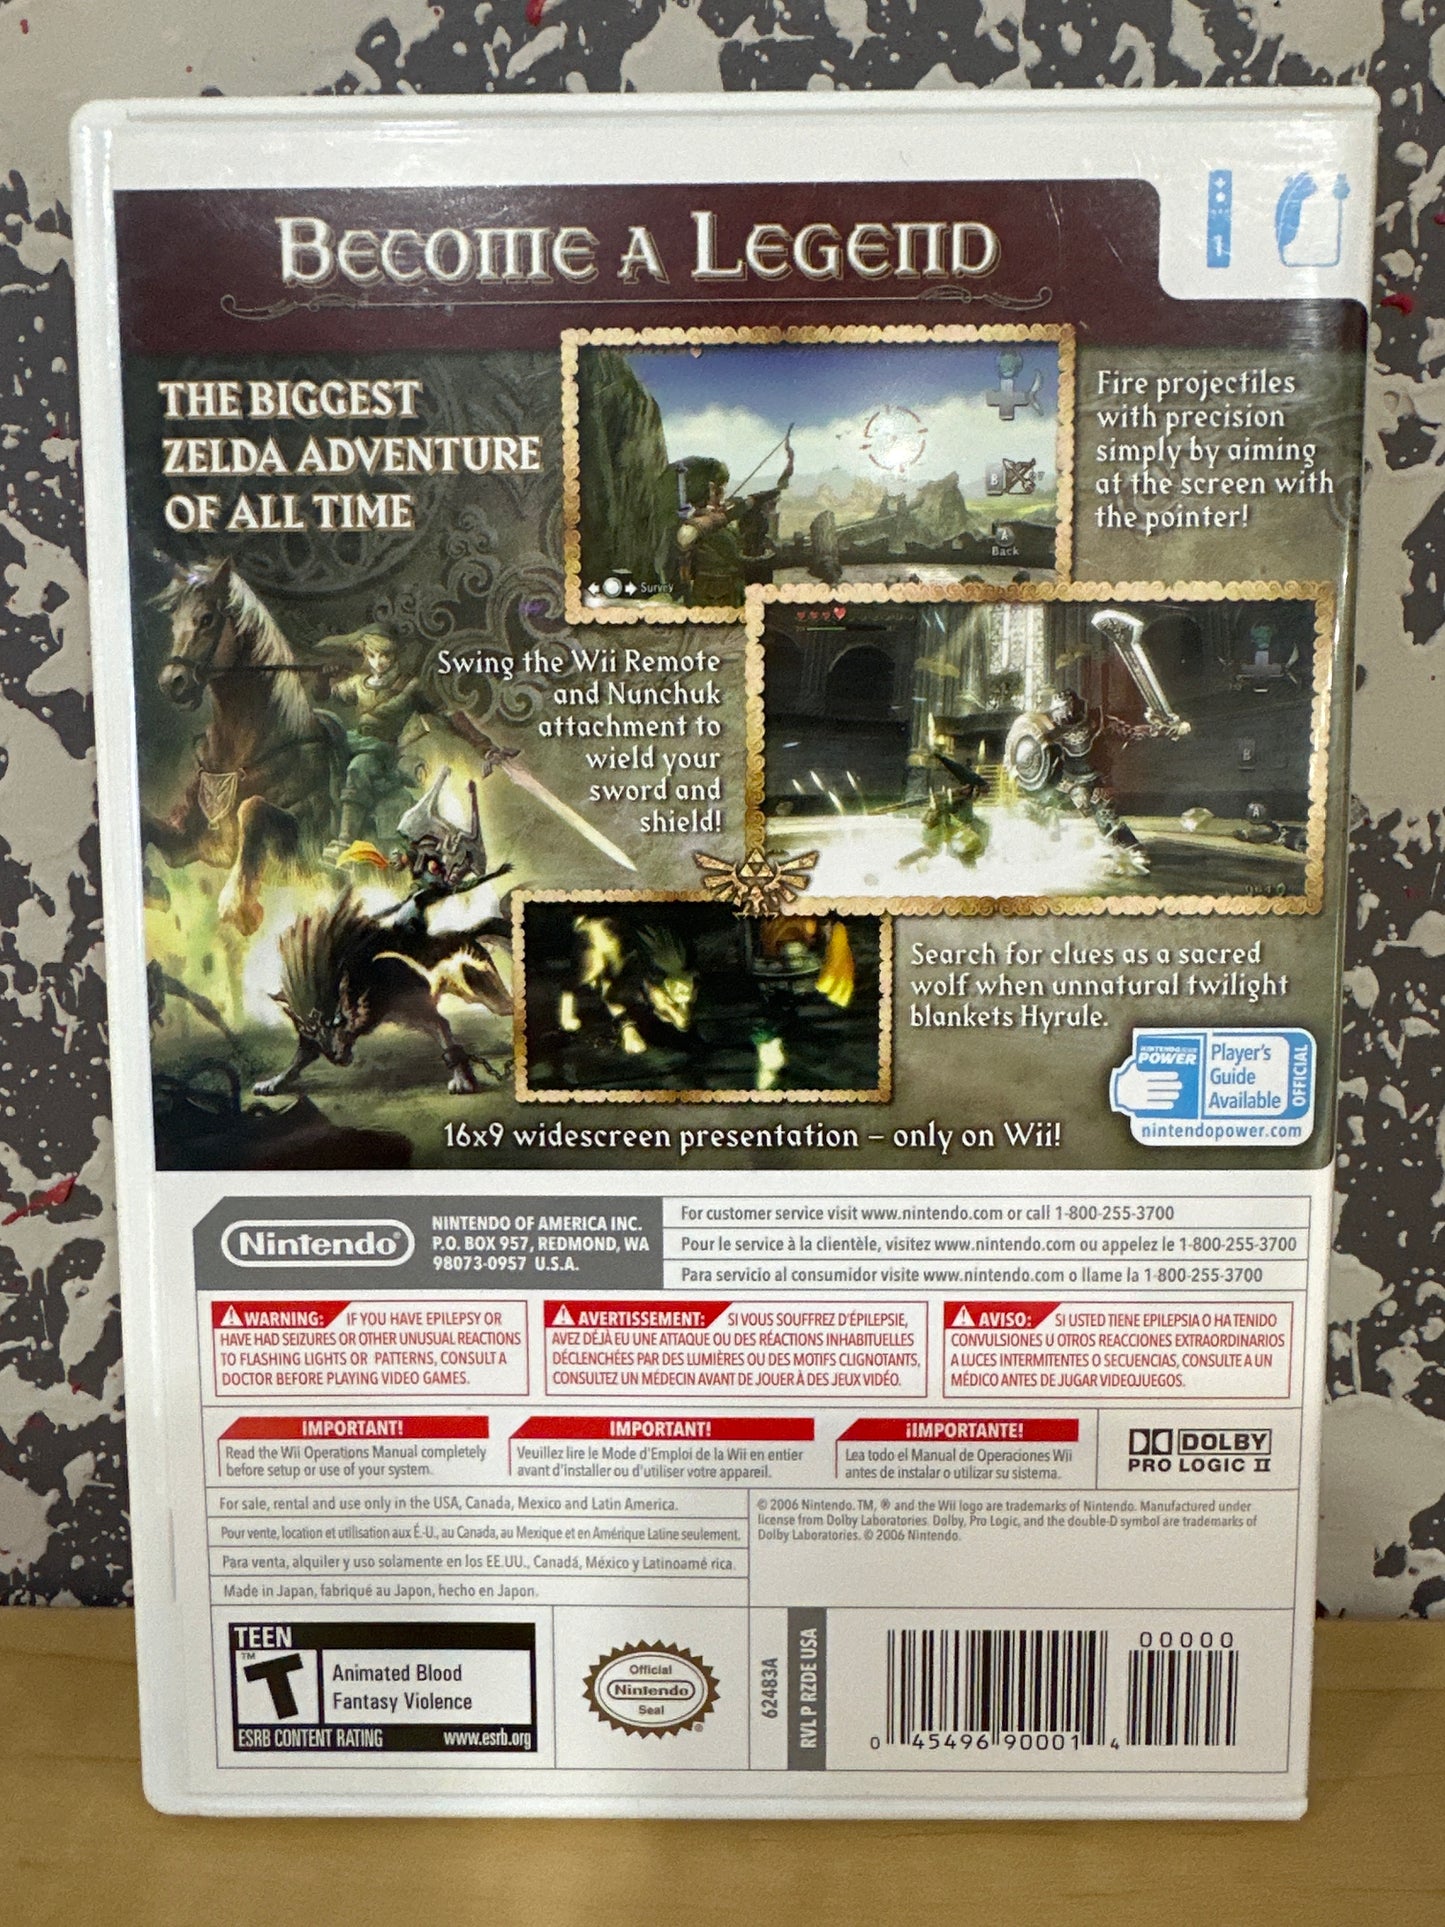 BECOME A LEGEND
1
THE BIGGEST
ZELDA ADVENTURE
OF ALL TIME
Survey
Back
A
B
Fire projectiles
with precision
simply by aiming
at the screen with
the pointer!
Swing the Wii Remote
and Nunchuk
attachment to
wield your
sword and
shield!
Search for clues as a sacred
wolf when unnatural twilight
blankets Hyrule.
16x9 widescreen presentation – only on Wii!
POWER
Player's
Guide
Available
OFFICIAL
nintendopower.com
Nintendo®
NINTENDO OF AMERICA INC.
P.O. BOX 957, REDMOND, WA
98073-0957 U.S.A.
For customer service visit www.nintendo.com or call 1-800-255-3700
Pour le service à la clientèle, visitez www.nintendo.com ou appelez le 1-800-255-3700
Para servicio al consumidor visite www.nintendo.com o llame la 1-800-255-3700
WARNING: IF YOU HAVE EPILEPSY OR
HAVE HAD SEIZURES OR OTHER UNUSUAL REACTIONS
TO FLASHING LIGHTS OR PATTERNS, CONSULT A
DOCTOR BEFORE PLAYING VIDEO GAMES.
AVERTISSEMENT: SI VOUS SOUFFREZ D'ÉPILEPSIE,
AVEZ DÉJÀ EU UNE ATTAQUE OU DES RÉACTIONS INHABITUELLES
DÉCLENCHÉES PAR DES LUMIÈRES OU DES MOTIFS CLIGNOTANTS,
CONSULTEZ UN MÉDECIN AVANT DE JOUER À DES JEUX VIDÉO.
AVISO: SI USTED TIENE EPILEPSIA O HA TENIDO
CONVULSIONES U OTROS REACCIONES EXTRAORDINARIOS
A LUCES INTERMITENTES O SECUENCIAS, CONSULTE A UN
MÉDICO ANTES DE JUGAR VIDEOJUEGOS.
IMPORTANT!
Read the Wii Operations Manual completely
before setup or use of your system.
IMPORTANT!
Veuillez lire le Mode d'Emploi de la Wii en entier
avant d'installer ou d'utiliser votre appareil.
¡IMPORTANTE!
Lea todo el Manual de Operaciones Wii
antes de instalar o utilizar su sistema.
DOLBY
PRO LOGIC II
For sale, rental and use only in the USA, Canada, Mexico and Latin America.
Pour vente, location et utilisation aux É.-U., au Canada, au Mexique et en Amérique Latine seulement.
Para venta, alquiler y uso solamente en los EE.UU., Canadá, México y Latinoamé rica.
Made in Japan, fabriqué au Japon, hecho en Japon.
© 2006 Nintendo. TM, ® and the Wii logo are trademarks of Nintendo. Manufactured under
license from Dolby Laboratories. Dolby, Pro Logic, and the double-D symbol are trademarks of
Dolby Laboratories. © 2006 Nintendo.
TEEN
T™
Animated Blood
Fantasy Violence
ESRB CONTENT RATING www.esrb.org
Official
Nintendo
Seal
®
62483A
RVL P RZDE USA
00000
0 45496 90001 4